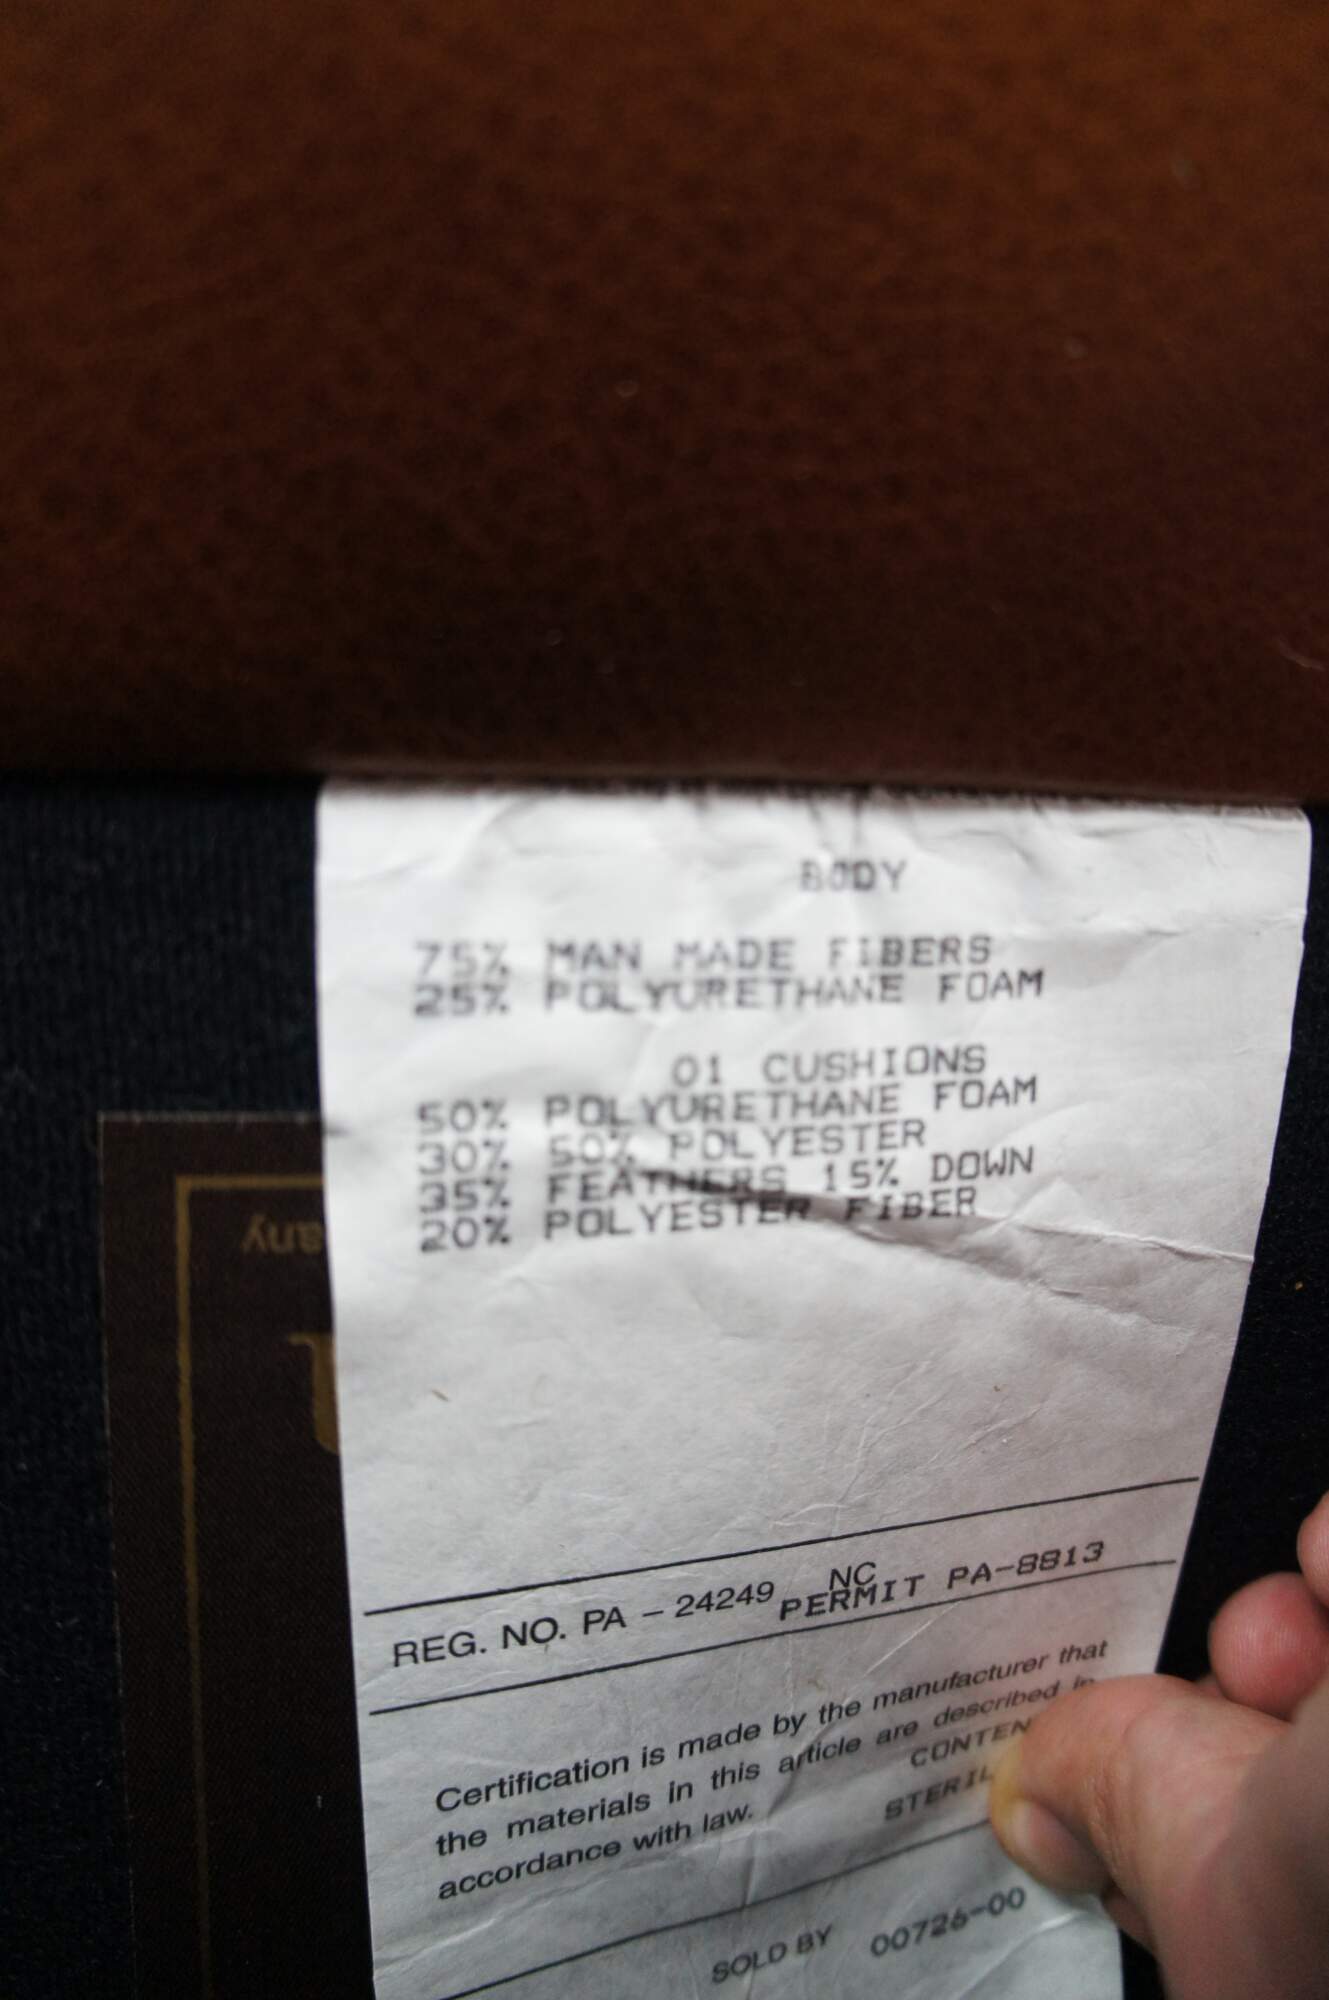 BODY
75% MAN MADE FIBERS
25% POLYURETHANE FOAM
01 CUSHIONS
50% POLYURETHANE FOAM
30% 50% POLYESTER
35% FEATHERS 15% DOWN
20% POLYESTER FIBER
REG. NO. PA – 24249 NC PERMIT PA-8813
Certification is made by the manufacturer that
the materials in this article are described in
accordance with law.
CONTEN
STERIL
SOLD BY 00726-00
any